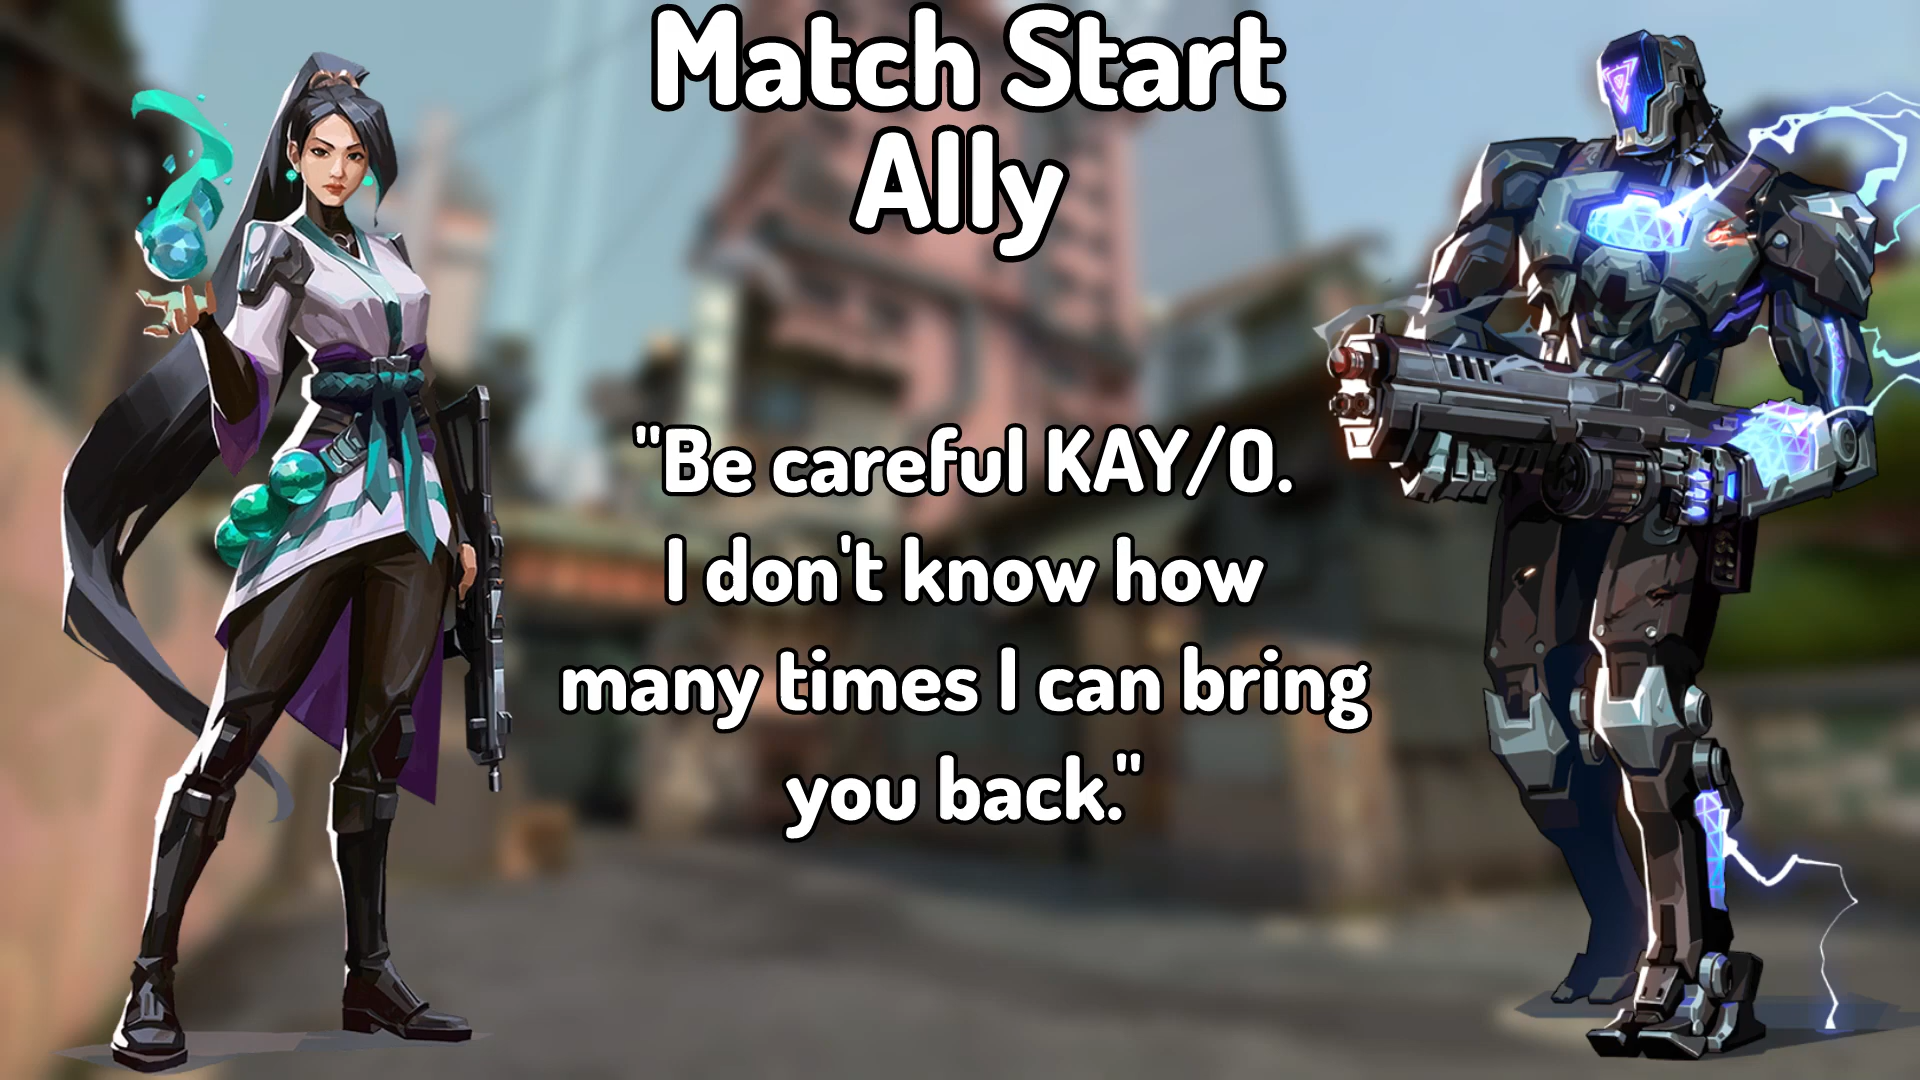 Match Start
Ally
"Be careful KAY/O.
I don't know how
many times I can bring
you back."